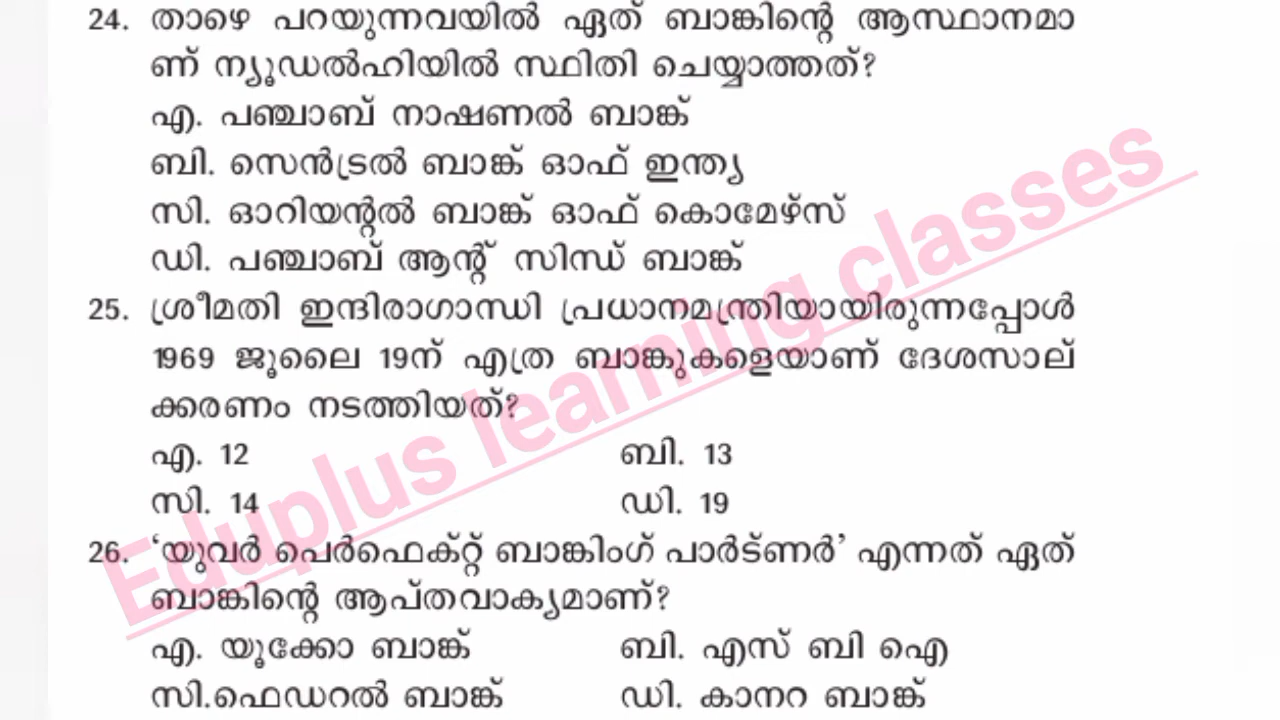 24. താഴെ പറയുന്നവയിൽ ഏത് ബാങ്കിന്റെ ആസ്ഥാനമാ
ണ് ന്യൂഡൽഹിയിൽ സ്ഥിതി ചെയ്യാത്തത്?
എ. പഞ്ചാബ് നാഷണൽ ബാങ്ക്
ബി. സെൻട്രൽ ബാങ്ക് ഓഫ് ഇന്ത്യ
സി. ഓറിയന്റൽ ബാങ്ക് ഓഫ് കൊമേഴ്സ്
ഡി. പഞ്ചാബ് ആന്റ് സിന്ധ് ബാങ്ക്
25. ശ്രീമതി ഇന്ദിരാഗാന്ധി പ്രധാനമന്ത്രിയായിരുന്നപ്പോൾ
1969 ജൂലൈ 19ന് എത്ര ബാങ്കുകളെയാണ് ദേശസാല്
ക്കരണം നടത്തിയത്?
എ. 12 ബി. 13
സി. 14 ഡി. 19
26. ‘യുവർ പെർഫെക്റ്റ് ബാങ്കിംഗ് പാർട്ണർ’ എന്നത് ഏത്
ബാങ്കിന്റെ ആപ്തവാക്യമാണ്?
എ. യൂക്കോ ബാങ്ക് ബി. എസ് ബി ഐ
സി.ഫെഡറൽ ബാങ്ക് ഡി. കാനറ ബാങ്ക്
Eduplus learning classes